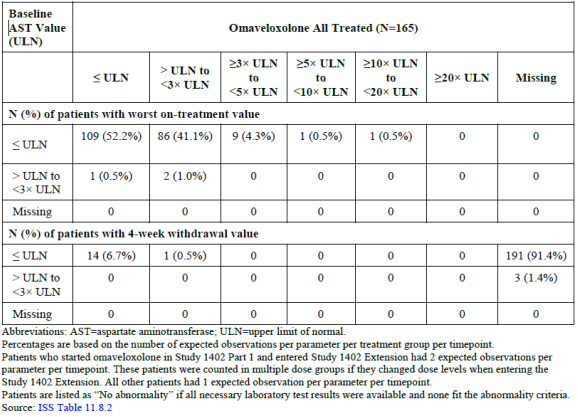 Baseline
AST Value
(ULN)
Omaveloxolone All Treated (N=165)
≤ ULN
> ULN to
<3× ULN
≥3× ULN
to
<5× ULN
≥5× ULN
to
<10× ULN
≥10× ULN
to
<20× ULN
≥20× ULN
Missing
N (%) of patients with worst on-treatment value
≤ ULN 109 (52.2%) 86 (41.1%) 9 (4.3%) 1 (0.5%) 1 (0.5%) 0 0
> ULN to
<3× ULN
1 (0.5%) 2 (1.0%) 0 0 0 0 0
Missing 0 0 0 0 0 0 0
N (%) of patients with 4-week withdrawal value
≤ ULN 14 (6.7%) 1 (0.5%) 0 0 0 0 191 (91.4%)
> ULN to
<3× ULN
0 0 0 0 0 0 3 (1.4%)
Missing 0 0 0 0 0 0 0
Abbreviations: AST=aspartate aminotransferase; ULN=upper limit of normal.
Percentages are based on the number of expected observations per parameter per treatment group per timepoint.
Patients who started omaveloxolone in Study 1402 Part 1 and entered Study 1402 Extension had 2 expected observations per
parameter per timepoint. These patients were counted in multiple dose groups if they changed dose levels when entering the
Study 1402 Extension. All other patients had 1 expected observation per parameter per timepoint.
Patients are listed as “No abnormality” if all necessary laboratory test results were available and none fit the abnormality criteria.
Source: ISS Table 11.8.2